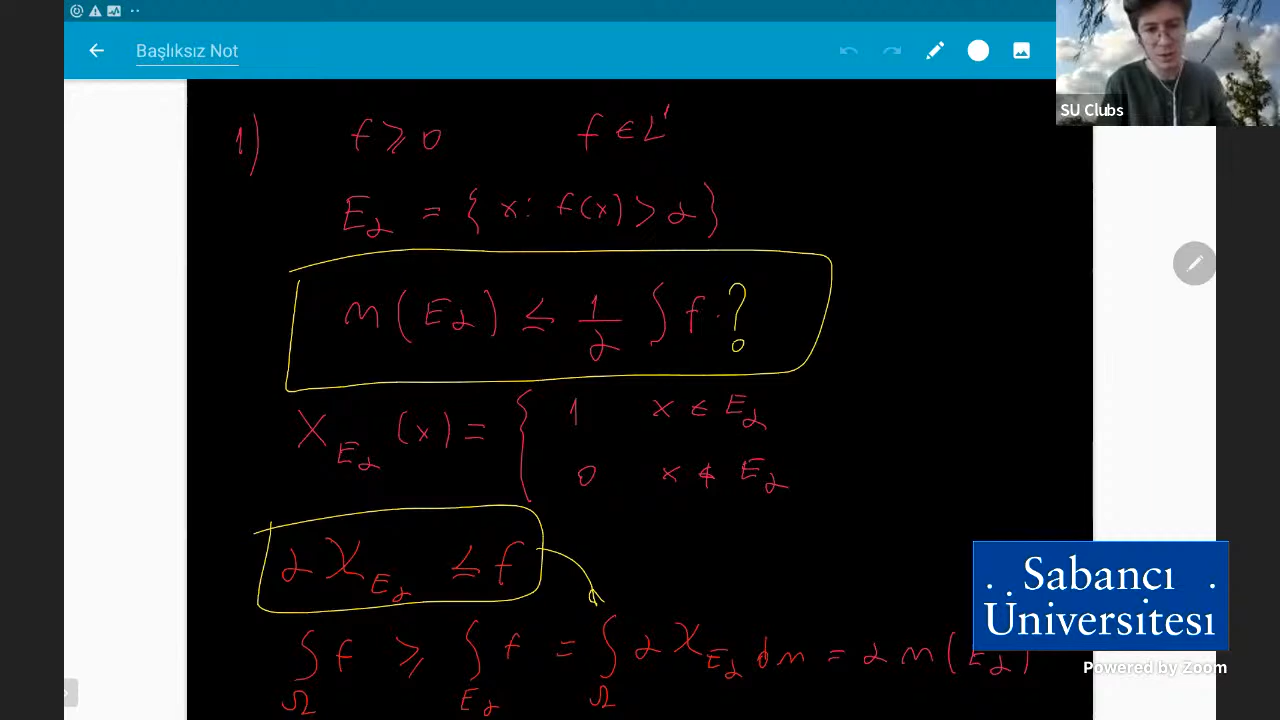 Başlıksız Not
SU Clubs
1) f ≥ 0 f ∈ L¹
E_α = { x : f(x) > α }
m(E_α) ≤ 1/α ∫ f . ?
χ_{E_α}(x) = { 1 x ∈ E_α
0 x ∉ E_α
α χ_{E_α} ≤ f
∫_Ω f ≥ ∫_{E_α} f = ∫_Ω α χ_{E_α} dm = α m(E_α)
Sabancı
Üniversitesi
Powered by Zoom